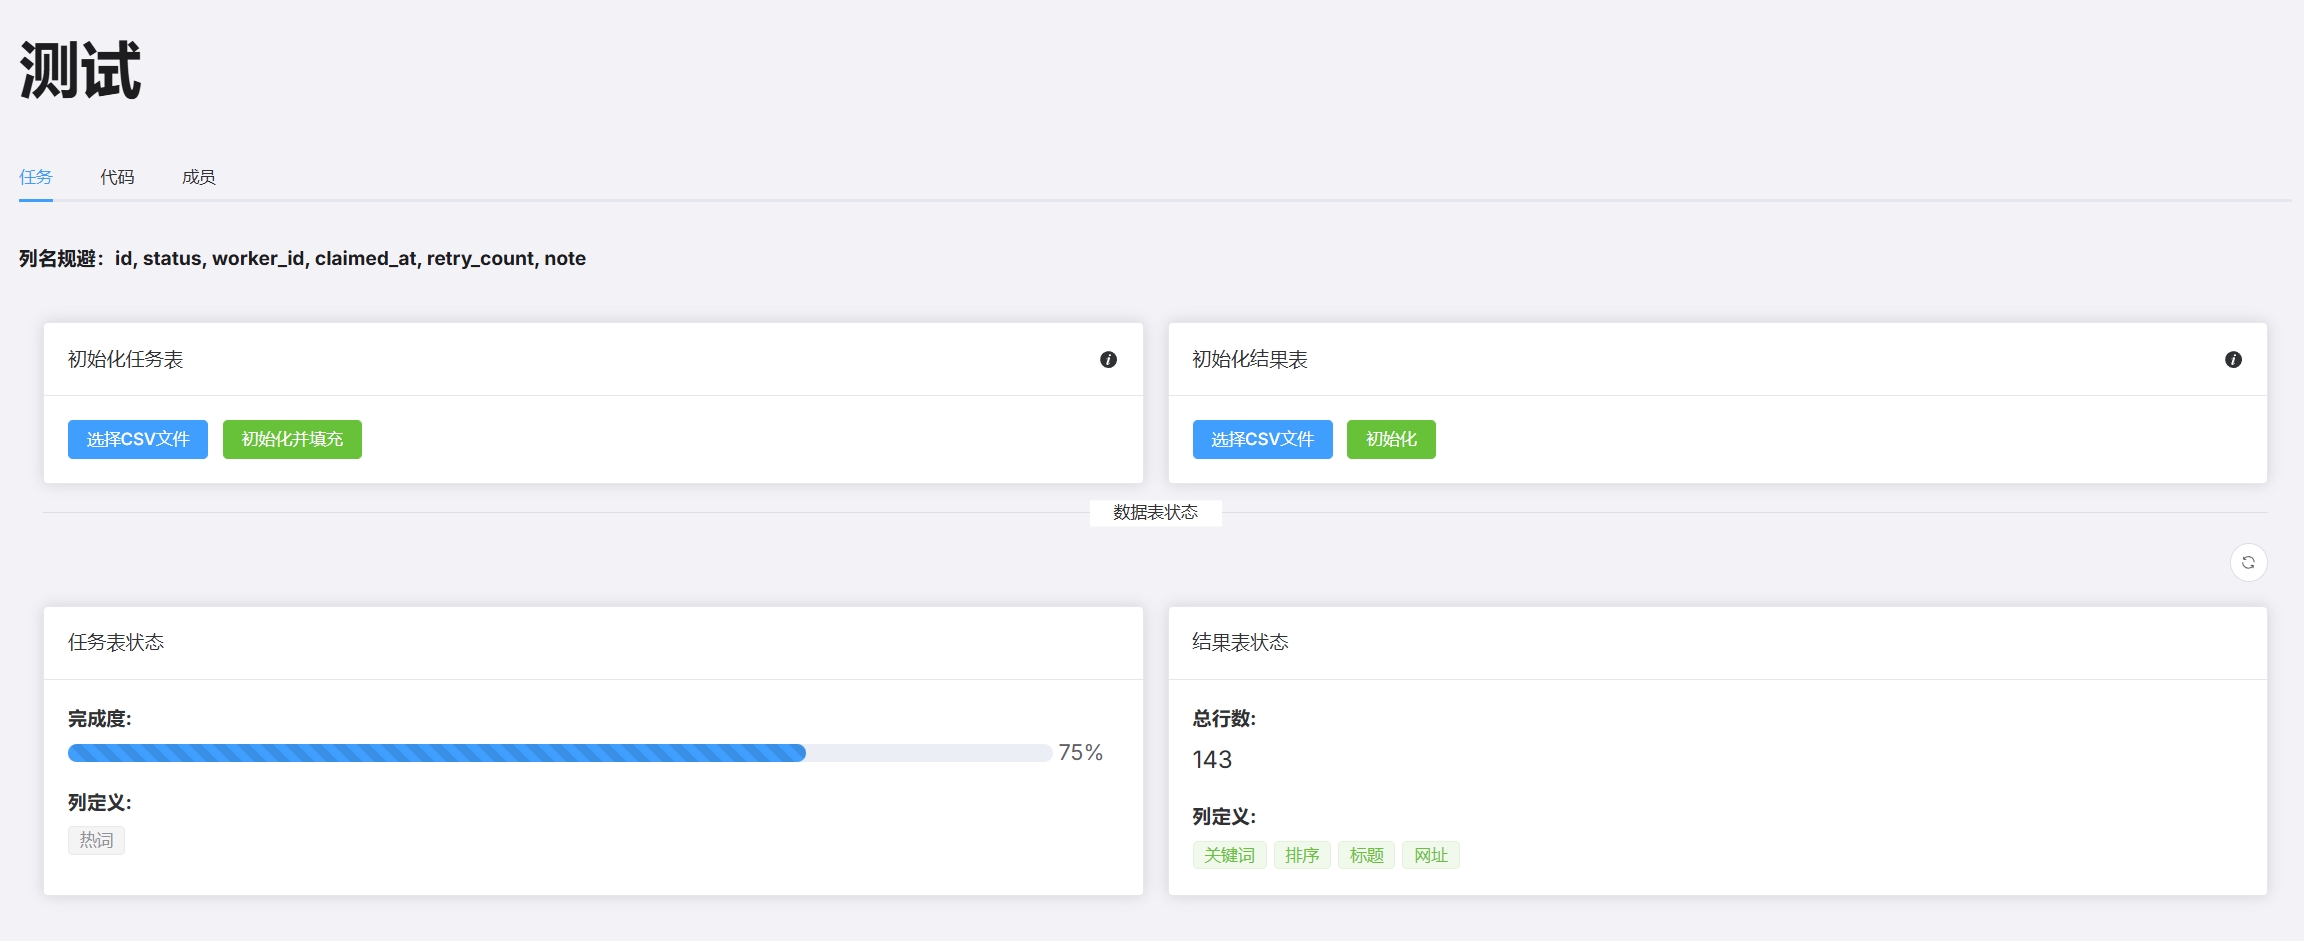 测试
任务 代码 成员
列名规避：id, status, worker_id, claimed_at, retry_count, note
初始化任务表
选择CSV文件 初始化并填充
初始化结果表
选择CSV文件 初始化
数据表状态
任务表状态
完成度:
75%
列定义:
热词
结果表状态
总行数:
143
列定义:
关键词 排序 标题 网址